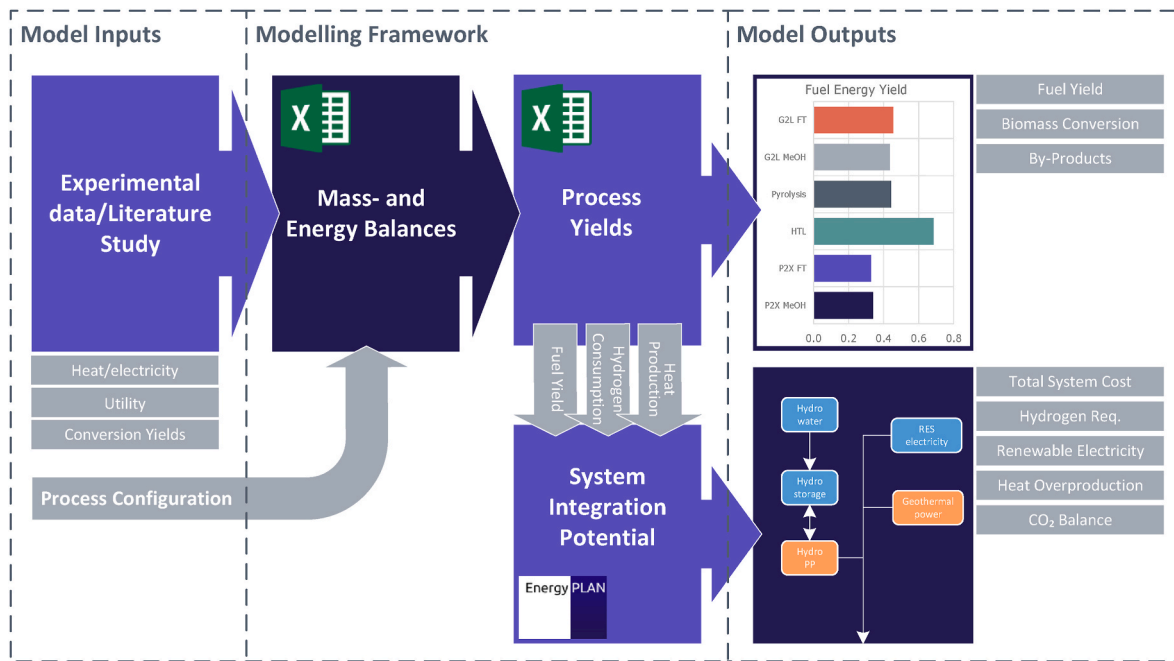 Model Inputs
Modelling Framework
Model Outputs
Experimental
data/Literature
Study
Heat/electricity
Utility
Conversion Yields
Process Configuration
X
Mass- and
Energy Balances
X
Process
Yields
Fuel Yield
Hydrogen
Consumption
Heat
Production
System
Integration
Potential
EnergyPLAN
Fuel Energy Yield
G2L FT
G2L MeOH
Pyrolysis
HTL
P2X FT
P2X MeOH
0.0 0.2 0.4 0.6 0.8
Fuel Yield
Biomass Conversion
By-Products
Hydro
water
RES
electricity
Hydro
storage
Geothermal
power
Hydro
PP
Total System Cost
Hydrogen Req.
Renewable Electricity
Heat Overproduction
CO₂ Balance